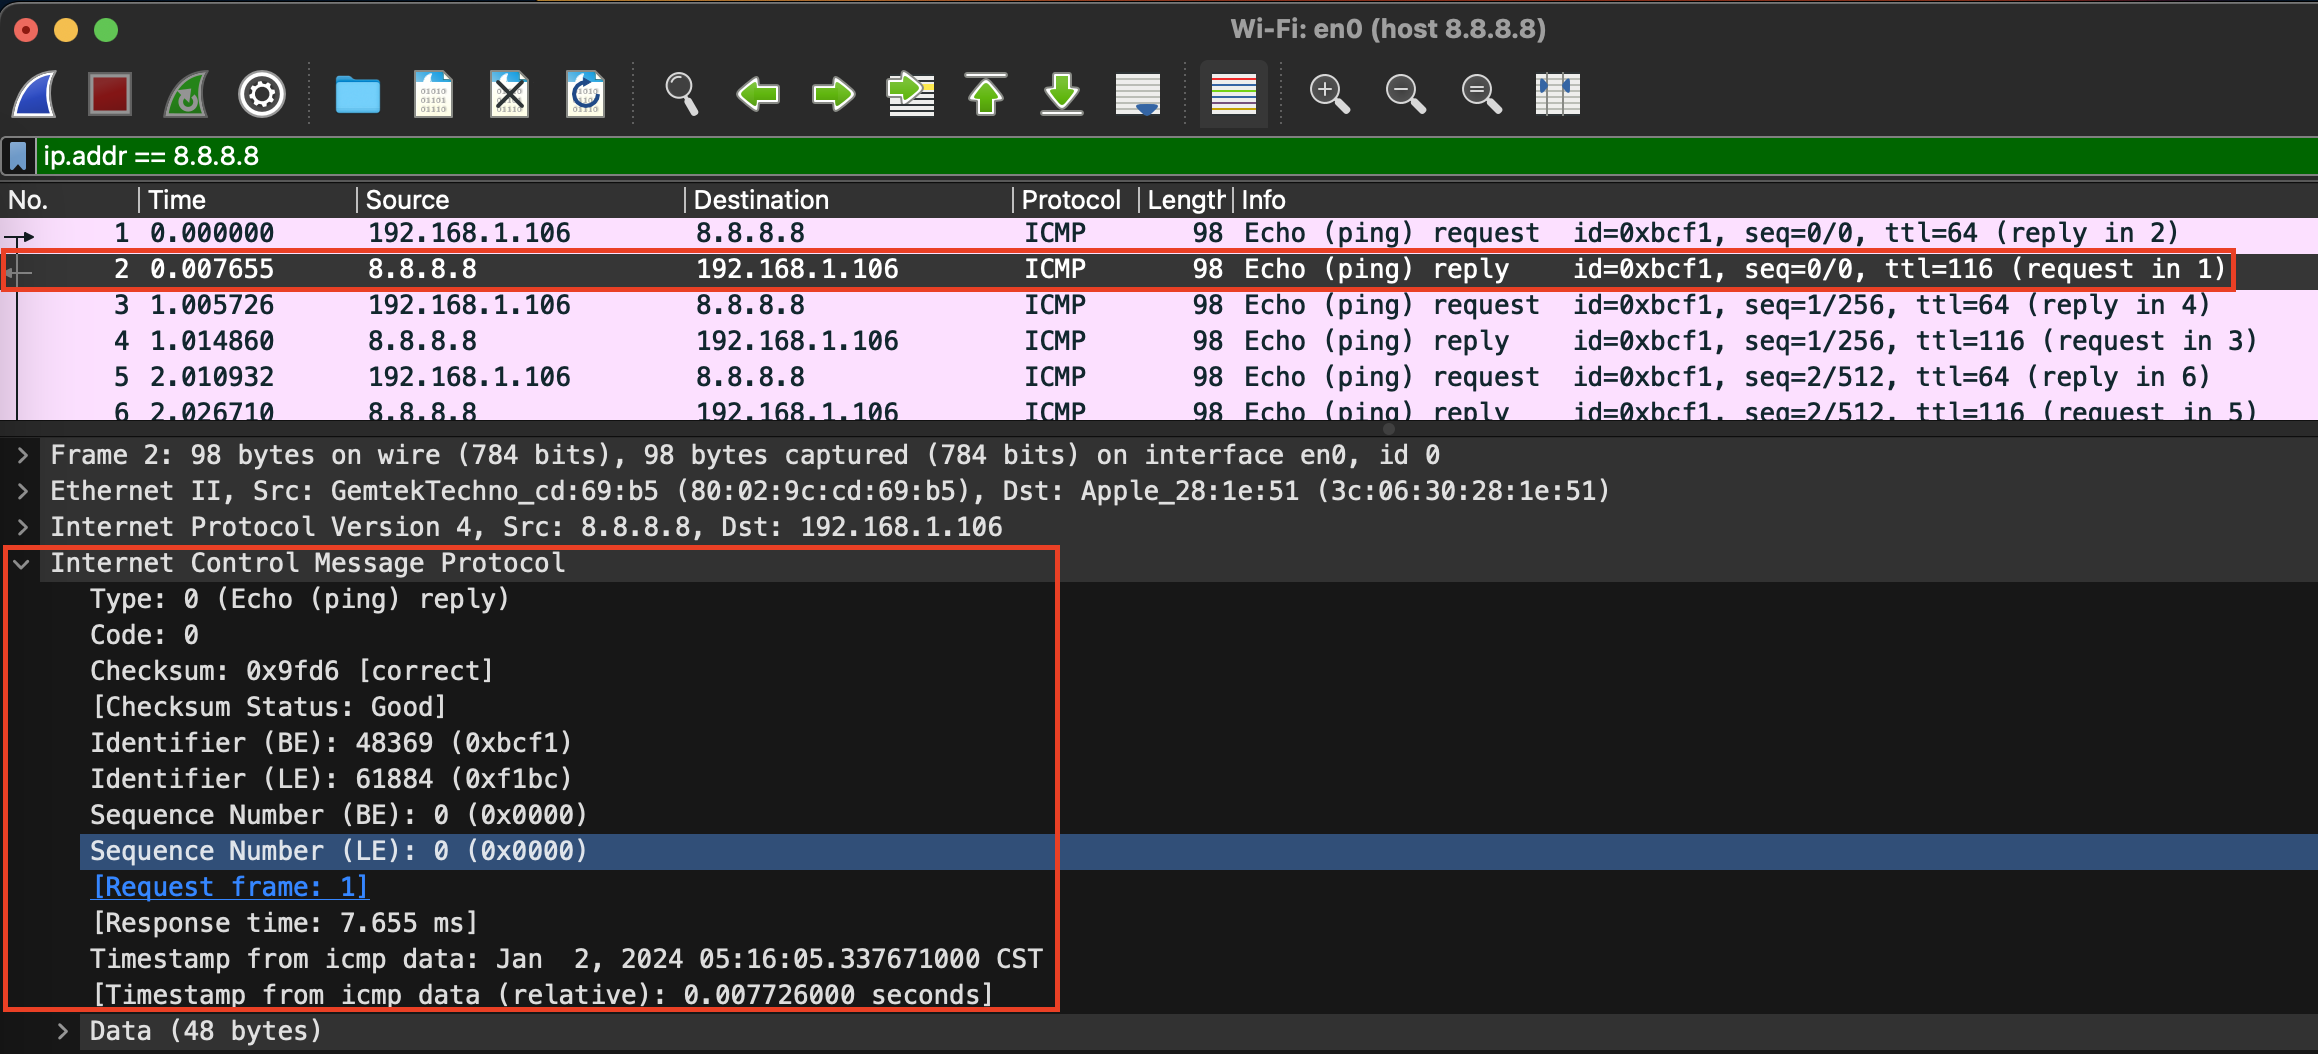 Wi-Fi: en0 (host 8.8.8.8)
ip.addr == 8.8.8.8
No. Time Source Destination Protocol Length Info
1 0.000000 192.168.1.106 8.8.8.8 ICMP 98 Echo (ping) request id=0xbcf1, seq=0/0, ttl=64 (reply in 2)
2 0.007655 8.8.8.8 192.168.1.106 ICMP 98 Echo (ping) reply id=0xbcf1, seq=0/0, ttl=116 (request in 1)
3 1.005726 192.168.1.106 8.8.8.8 ICMP 98 Echo (ping) request id=0xbcf1, seq=1/256, ttl=64 (reply in 4)
4 1.014860 8.8.8.8 192.168.1.106 ICMP 98 Echo (ping) reply id=0xbcf1, seq=1/256, ttl=116 (request in 3)
5 2.010932 192.168.1.106 8.8.8.8 ICMP 98 Echo (ping) request id=0xbcf1, seq=2/512, ttl=64 (reply in 6)
6 2.026710 8.8.8.8 192.168.1.106 ICMP 98 Echo (ping) reply id=0xbcf1, seq=2/512, ttl=116 (request in 5)
Frame 2: 98 bytes on wire (784 bits), 98 bytes captured (784 bits) on interface en0, id 0
Ethernet II, Src: GemtekTechno_cd:69:b5 (80:02:9c:cd:69:b5), Dst: Apple_28:1e:51 (3c:06:30:28:1e:51)
Internet Protocol Version 4, Src: 8.8.8.8, Dst: 192.168.1.106
Internet Control Message Protocol
Type: 0 (Echo (ping) reply)
Code: 0
Checksum: 0x9fd6 [correct]
[Checksum Status: Good]
Identifier (BE): 48369 (0xbcf1)
Identifier (LE): 61884 (0xf1bc)
Sequence Number (BE): 0 (0x0000)
Sequence Number (LE): 0 (0x0000)
[Request frame: 1]
[Response time: 7.655 ms]
Timestamp from icmp data: Jan  2, 2024 05:16:05.337671000 CST
[Timestamp from icmp data (relative): 0.007726000 seconds]
Data (48 bytes)